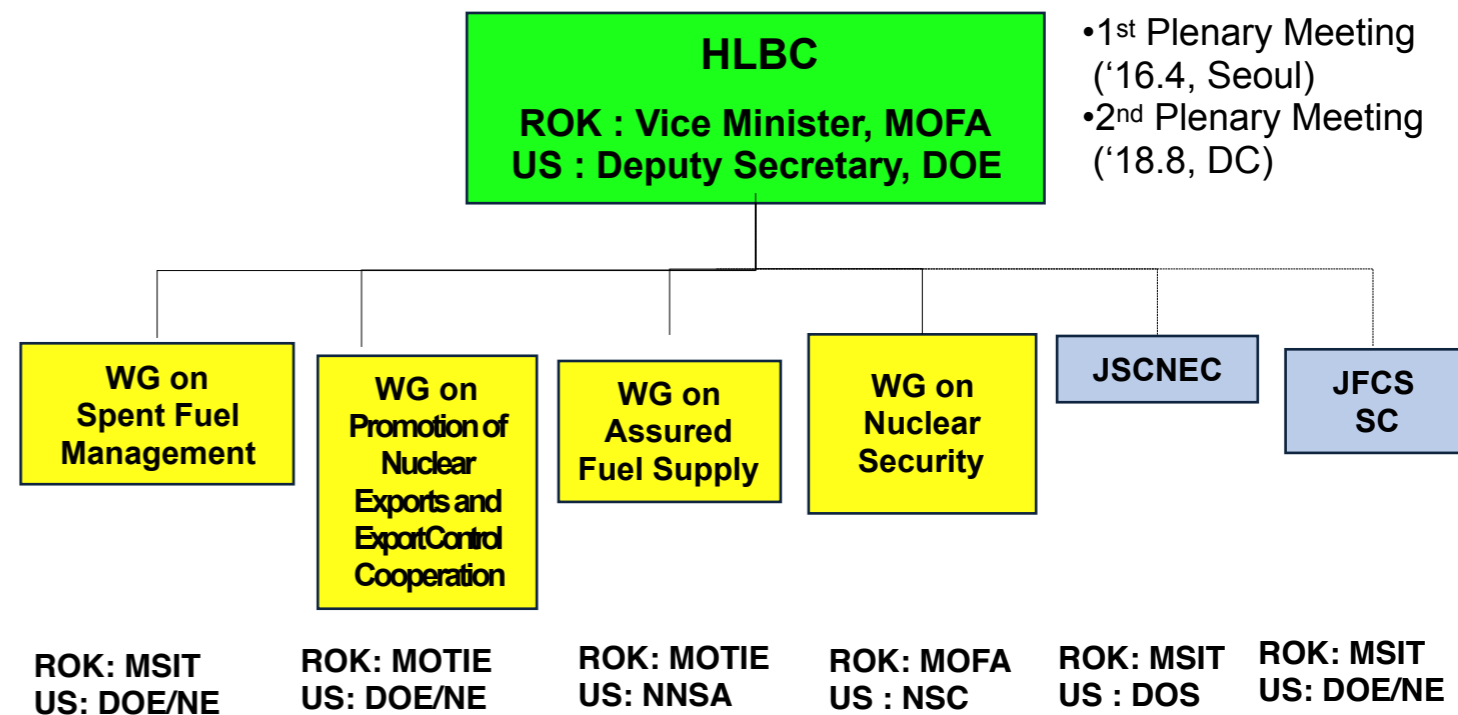 HLBC
ROK : Vice Minister, MOFA
US : Deputy Secretary, DOE
•1st Plenary Meeting
(‘16.4, Seoul)
•2nd Plenary Meeting
(‘18.8, DC)
WG on
Spent Fuel
Management
WG on
Promotion of
Nuclear
Exports and
Export Control
Cooperation
WG on
Assured
Fuel Supply
WG on
Nuclear
Security
JSCNEC
JFCS
SC
ROK: MSIT
US: DOE/NE
ROK: MOTIE
US: DOE/NE
ROK: MOTIE
US: NNSA
ROK: MOFA
US : NSC
ROK: MSIT
US : DOS
ROK: MSIT
US: DOE/NE